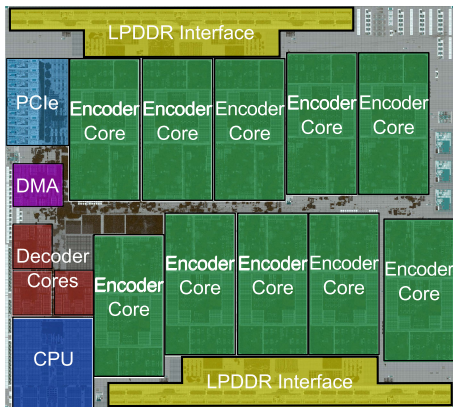 LPDDR Interface
PCIe
Encoder
Core
Encoder
Core
Encoder
Core
Encoder
Core
Encoder
Core
DMA
Decoder
Cores
Encoder
Core
Encoder
Core
Encoder
Core
Encoder
Core
Encoder
Core
CPU
LPDDR Interface